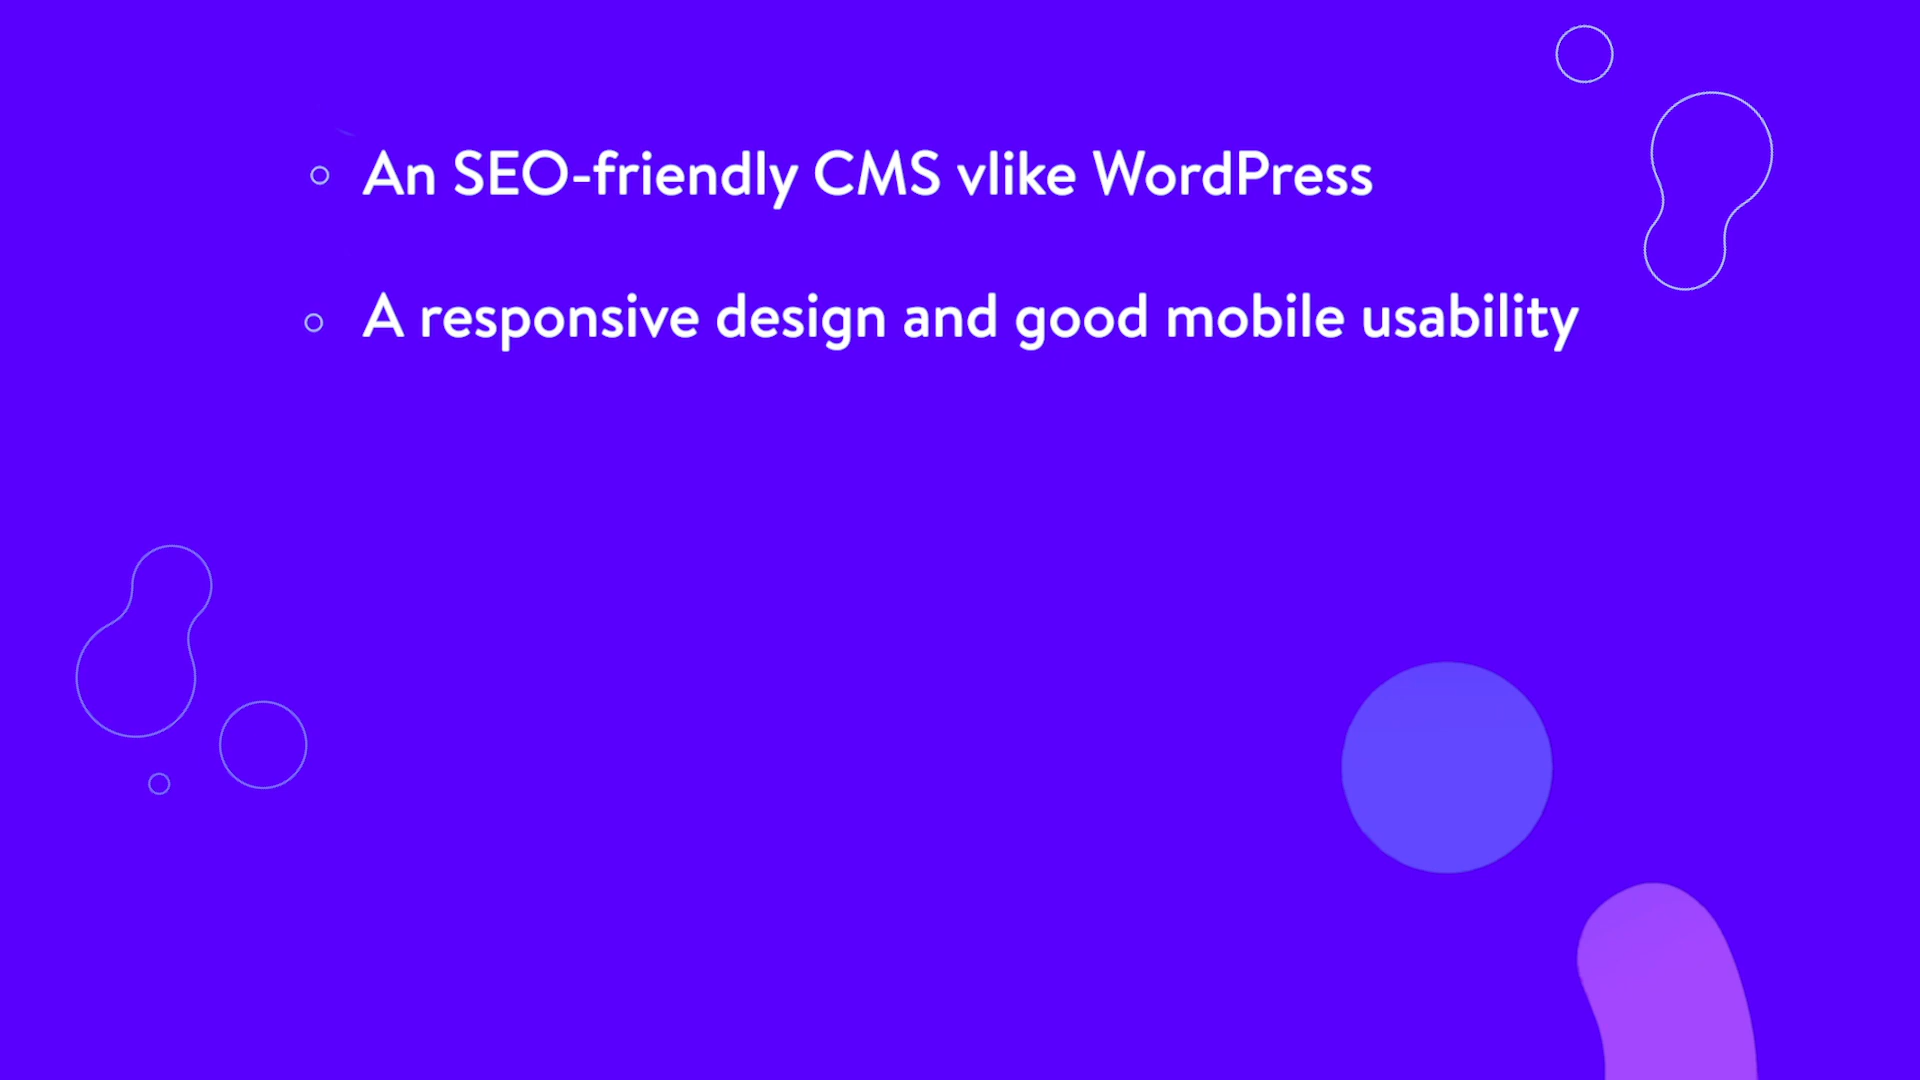 An SEO-friendly CMS vlike WordPress
A responsive design and good mobile usability